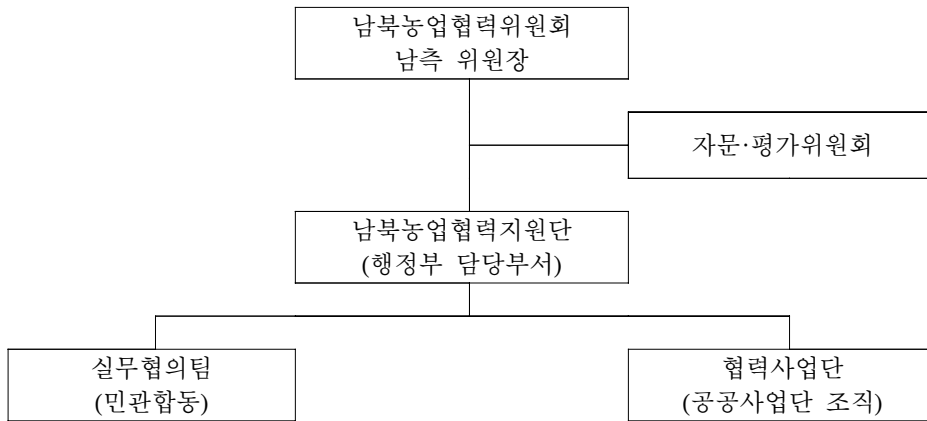 남북농업협력위원회
남측 위원장
자문·평가위원회
남북농업협력지원단
(행정부 담당부서)
실무협의팀
(민관합동)
협력사업단
(공공사업단 조직)